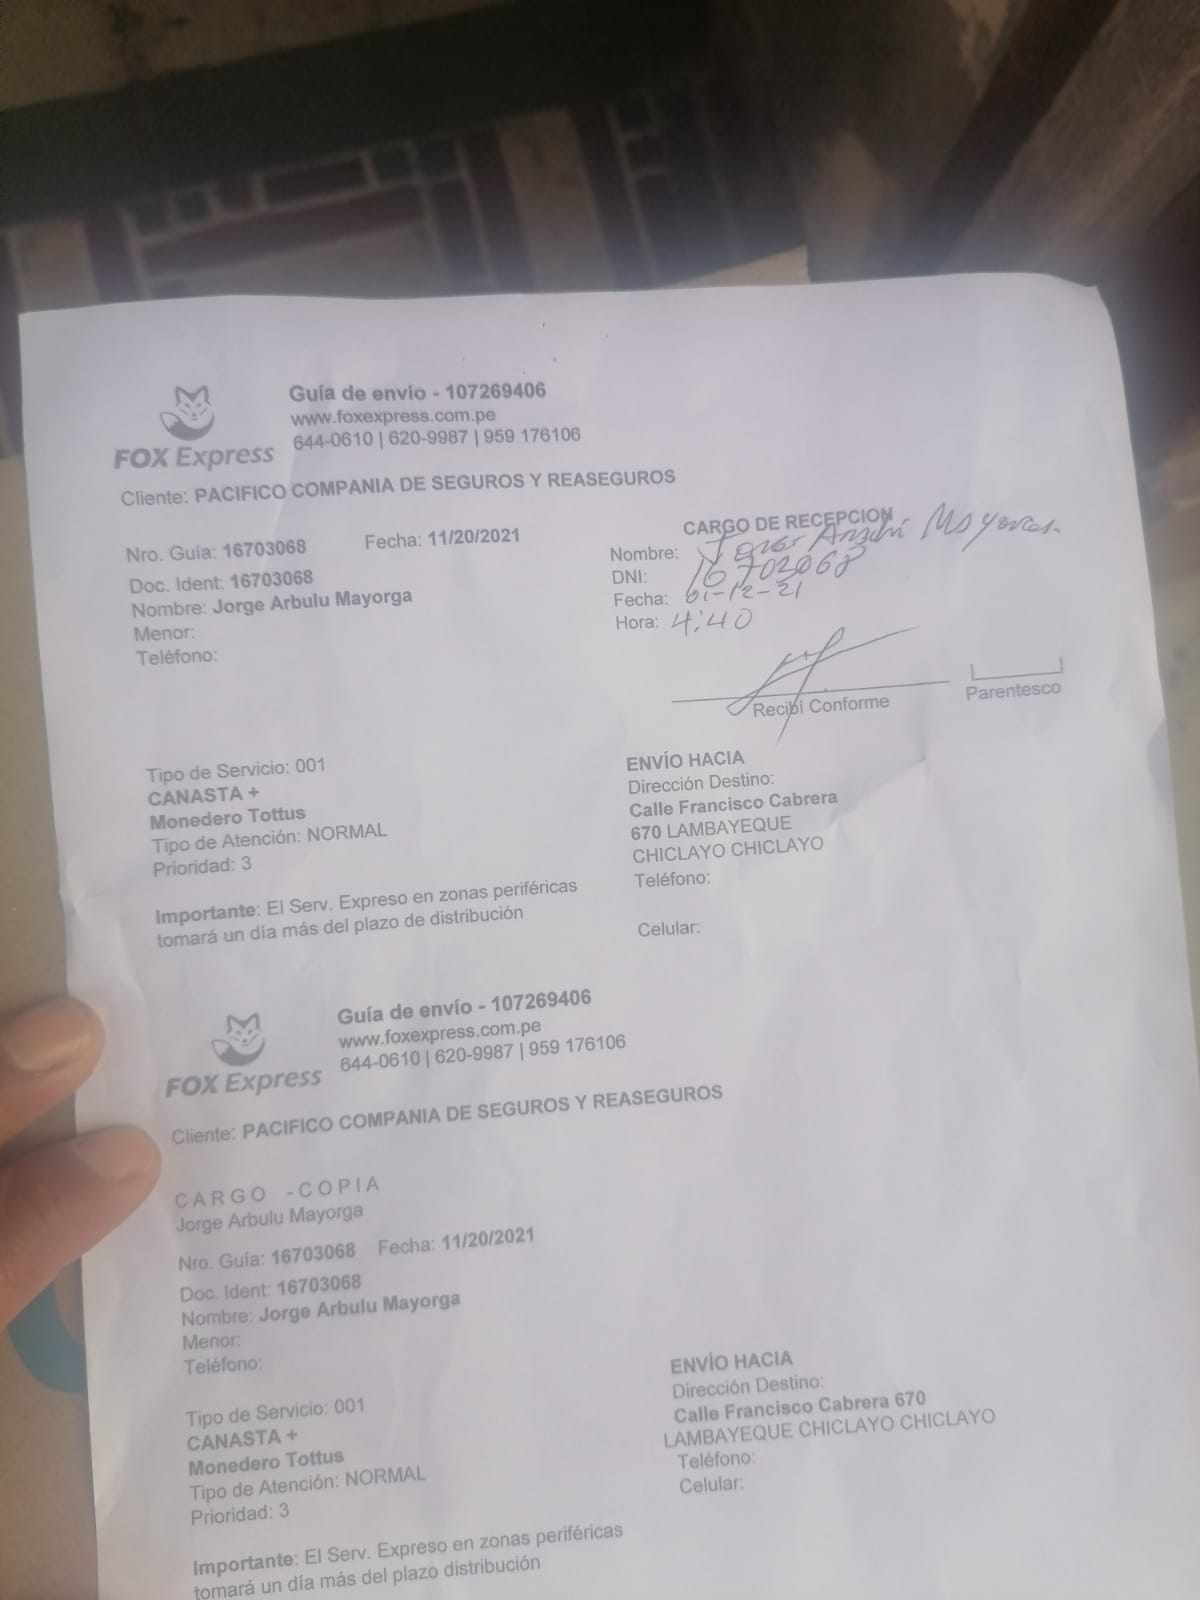 Guía de envío - 107269406
www.foxexpress.com.pe
644-0610 | 620-9987 | 959 176106
FOX Express
Cliente: PACIFICO COMPANIA DE SEGUROS Y REASEGUROS
Nro. Guía: 16703068 Fecha: 11/20/2021
Doc. Ident: 16703068
Nombre: Jorge Arbulu Mayorga
Menor:
Teléfono:
CARGO DE RECEPCION
Nombre: Mayorga
DNI: 16703068
Fecha: 01-12-21
Hora: 4:40
Recibi Conforme
Parentesco
Tipo de Servicio: 001
CANASTA +
Monedero Tottus
Tipo de Atención: NORMAL
Prioridad: 3
Importante: El Serv. Expreso en zonas periféricas
tomará un día más del plazo de distribución
ENVÍO HACIA
Dirección Destino:
Calle Francisco Cabrera
670 LAMBAYEQUE
CHICLAYO CHICLAYO
Teléfono:
Celular:
Guía de envío - 107269406
www.foxexpress.com.pe
644-0610 | 620-9987 | 959 176106
FOX Express
Cliente: PACIFICO COMPANIA DE SEGUROS Y REASEGUROS
CARGO - COPIA
Jorge Arbulu Mayorga
Nro. Guía: 16703068 Fecha: 11/20/2021
Doc. Ident: 16703068
Nombre: Jorge Arbulu Mayorga
Menor:
Teléfono:
Tipo de Servicio: 001
CANASTA +
Monedero Tottus
Tipo de Atención: NORMAL
Prioridad: 3
Importante: El Serv. Expreso en zonas periféricas
tomará un día más del plazo distribución
ENVÍO HACIA
Dirección Destino:
Calle Francisco Cabrera 670
LAMBAYEQUE CHICLAYO CHICLAYO
Teléfono:
Celular: